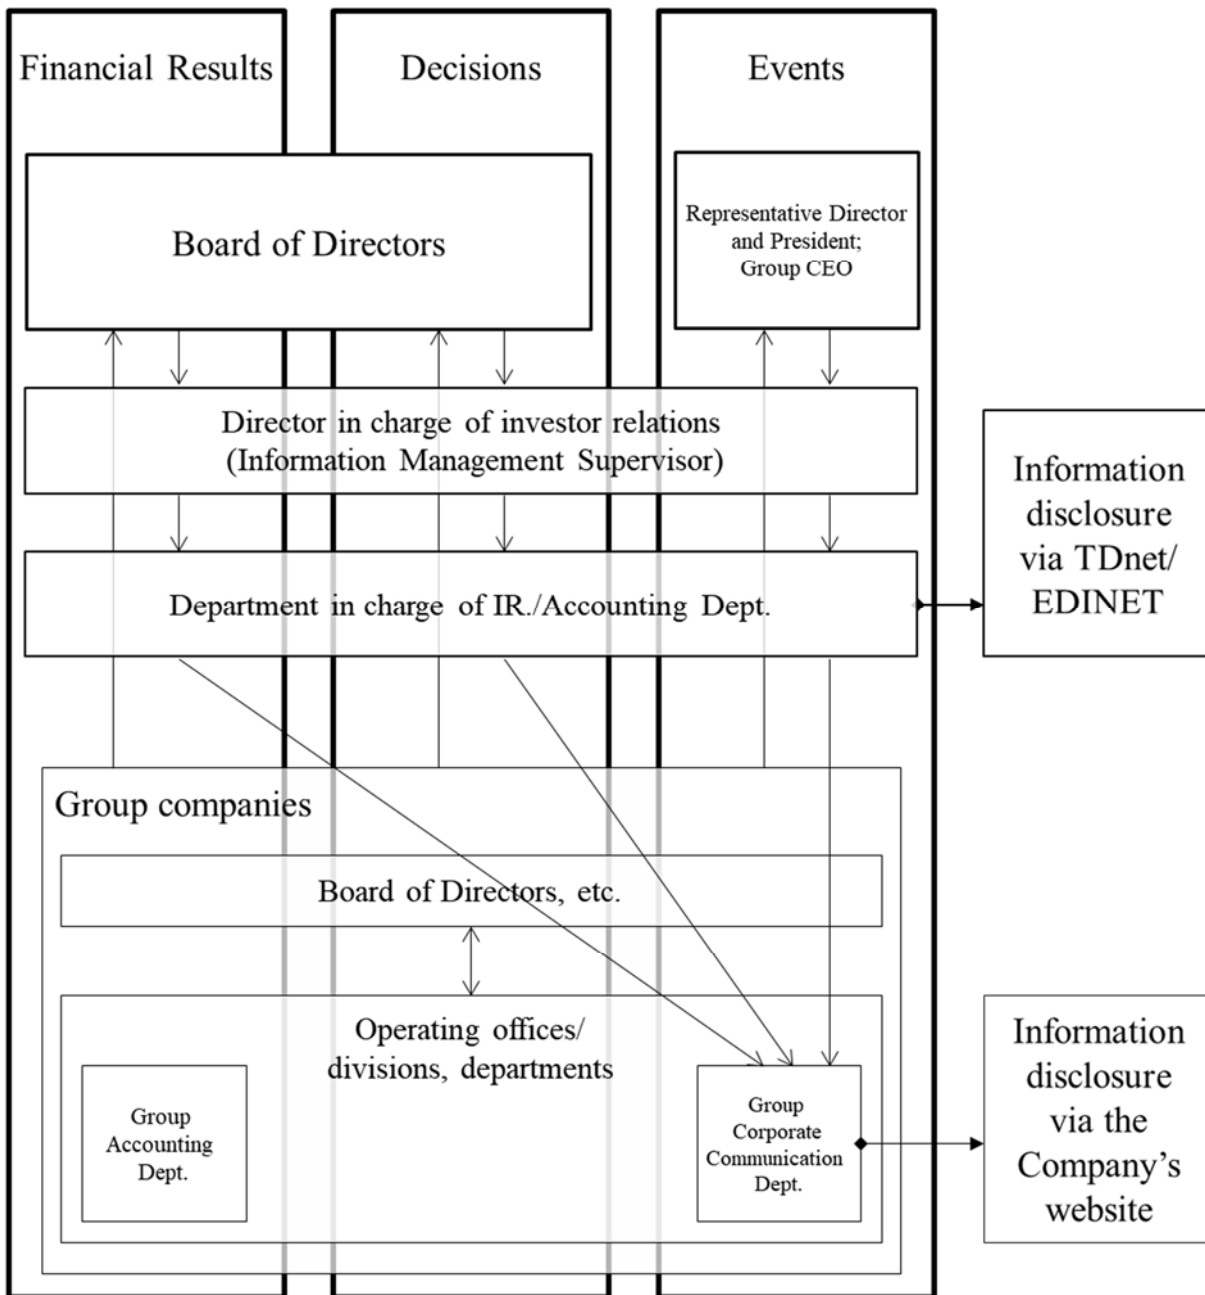 Financial Results
Decisions
Events
Board of Directors
Representative Director
and President;
Group CEO
Director in charge of investor relations
(Information Management Supervisor)
Department in charge of IR./Accounting Dept.
Information
disclosure
via TDnet/
EDINET
Group companies
Board of Directors, etc.
Operating offices/
divisions, departments
Group
Accounting
Dept.
Group
Corporate
Communication
Dept.
Information
disclosure
via the
Company’s
website